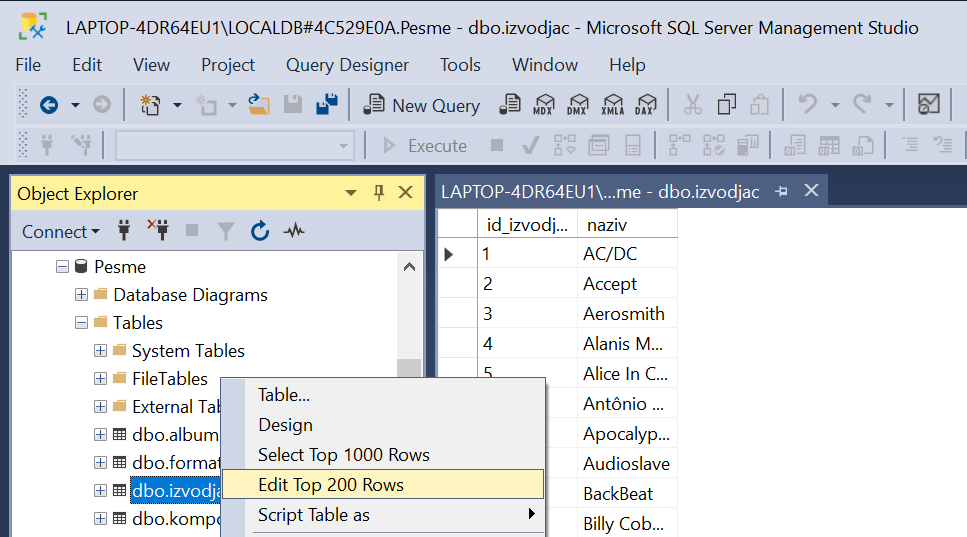 LAPTOP-4DR64EU1\LOCALDB#4C529E0A.Pesme - dbo.izvodjac - Microsoft SQL Server Management Studio
File Edit View Project Query Designer Tools Window Help
New Query MDX DMX XMLA DAX
Execute
Object Explorer
Connect
Pesme
Database Diagrams
Tables
System Tables
FileTables
External Tab
dbo.album
dbo.format
dbo.izvodja
dbo.kompo
Table...
Design
Select Top 1000 Rows
Edit Top 200 Rows
Script Table as
LAPTOP-4DR64EU1\...me - dbo.izvodjac
id_izvodj... naziv
1 AC/DC
2 Accept
3 Aerosmith
4 Alanis M...
5 Alice In C...
Antônio ...
Apocalyp...
Audioslave
BackBeat
Billy Cob...